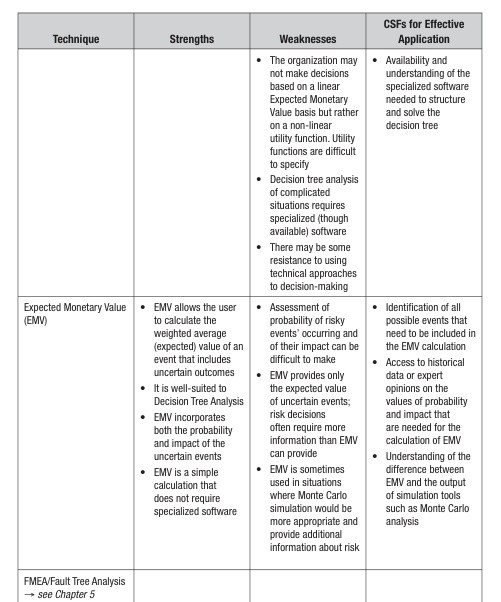 Technique
Strengths
Weaknesses
CSFs for Effective
Application
• The organization may
not make decisions
based on a linear
Expected Monetary
Value basis but rather
on a non-linear
utility function. Utility
functions are difficult
to specify
• Decision tree analysis
of complicated
situations requires
specialized (though
available) software
• There may be some
resistance to using
technical approaches
to decision-making
• Availability and
understanding of the
specialized software
needed to structure
and solve the
decision tree
Expected Monetary Value
(EMV)
• EMV allows the user
to calculate the
weighted average
(expected) value of an
event that includes
uncertain outcomes
• It is well-suited to
Decision Tree Analysis
• EMV incorporates
both the probability
and impact of the
uncertain events
• EMV is a simple
calculation that
does not require
specialized software
• Assessment of
probability of risky
events' occurring and
of their impact can be
difficult to make
• EMV provides only
the expected value
of uncertain events;
risk decisions
often require more
information than EMV
can provide
• EMV is sometimes
used in situations
where Monte Carlo
simulation would be
more appropriate and
provide additional
information about risk
• Identification of all
possible events that
need to be included in
the EMV calculation
• Access to historical
data or expert
opinions on the
values of probability
and impact that
are needed for the
calculation of EMV
• Understanding of the
difference between
EMV and the output
of simulation tools
such as Monte Carlo
analysis
FMEA/Fault Tree Analysis
→ see Chapter 5